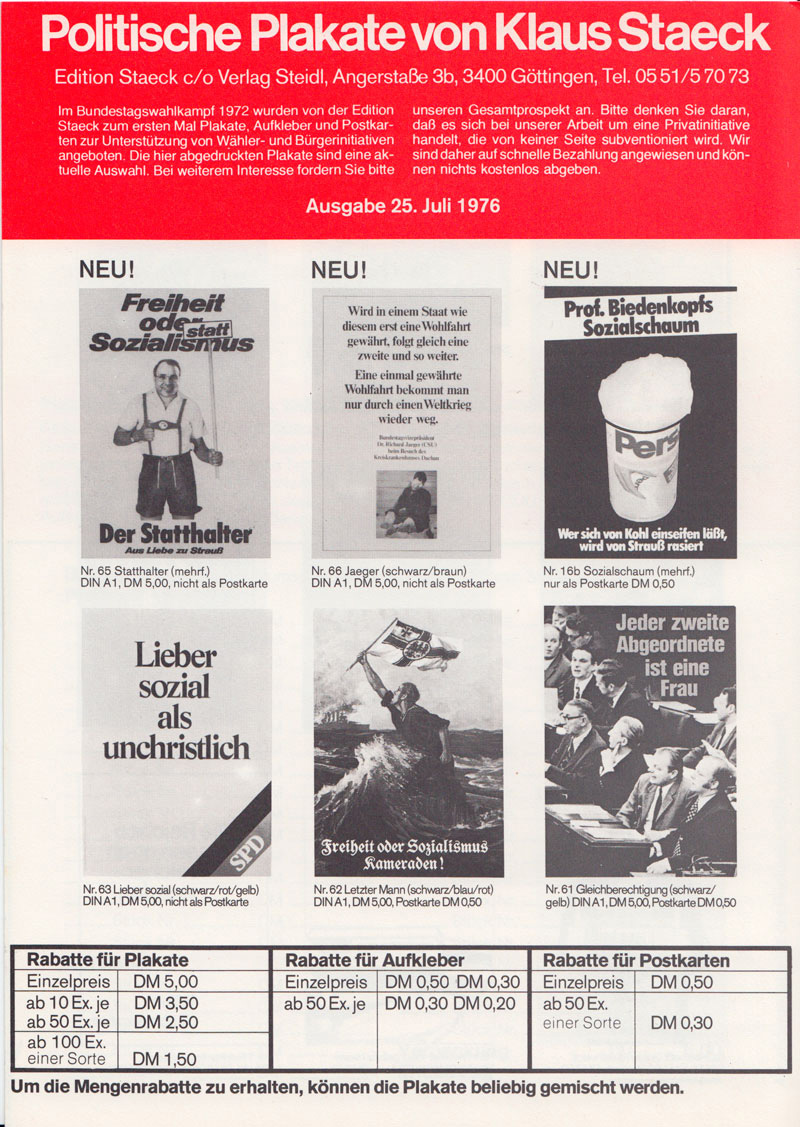 Politische Plakate von Klaus Staeck
Edition Staeck c/o Verlag Steidl, Angerstaße 3b, 3400 Göttingen, Tel. 05 51/5 70 73
Im Bundestagswahlkampf 1972 wurden von der Edition
Staeck zum ersten Mal Plakate, Aufkleber und Postkar-
ten zur Unterstützung von Wähler- und Bürgerinitiativen
angeboten. Die hier abgedruckten Plakate sind eine ak-
tuelle Auswahl. Bei weiterem Interesse fordern Sie bitte
unseren Gesamtprospekt an. Bitte denken Sie daran,
daß es sich bei unserer Arbeit um eine Privatinitiative
handelt, die von keiner Seite subventioniert wird. Wir
sind daher auf schnelle Bezahlung angewiesen und kön-
nen nichts kostenlos abgeben.
Ausgabe 25. Juli 1976
NEU!
Freiheit
oder statt
Sozialismus
Der Statthalter
Aus Liebe zu Strauß
Nr. 65 Statthalter (mehrf.)
DIN A1, DM 5,00, nicht als Postkarte
NEU!
Wird in einem Staat wie
diesem erst eine Wohlfahrt
gewährt, folgt gleich eine
zweite und so weiter.
Eine einmal gewährte
Wohlfahrt bekommt man
nur durch einen Weltkrieg
wieder weg.
Bundestagsvizepräsident
Dr. Richard Jaeger (CSU)
beim Besuch des
Kreiskrankenhauses Dachau
Nr. 66 Jaeger (schwarz/braun)
DIN A1, DM 5,00, nicht als Postkarte
NEU!
Prof. Biedenkopfs
Sozialschaum
Pers
Wer sich von Kohl einseifen läßt,
wird von Strauß rasiert
Nr. 16b Sozialschaum (mehrf.)
nur als Postkarte DM 0,50
Lieber
sozial
als
unchristlich
SPD
Nr. 63 Lieber sozial (schwarz/rot/gelb)
DIN A1, DM 5,00, nicht als Postkarte
Freiheit oder Sozialismus
Kameraden!
Nr. 62 Letzter Mann (schwarz/blau/rot)
DIN A1, DM 5,00, Postkarte DM 0,50
Jeder zweite
Abgeordnete
ist eine
Frau
Nr. 61 Gleichberechtigung (schwarz/
gelb) DIN A1, DM 5,00, Postkarte DM 0,50
Rabatte für Plakate
Einzelpreis DM 5,00
ab 10 Ex. je DM 3,50
ab 50 Ex. je DM 2,50
ab 100 Ex.
einer Sorte DM 1,50
Rabatte für Aufkleber
Einzelpreis DM 0,50 DM 0,30
ab 50 Ex. je DM 0,30 DM 0,20
Rabatte für Postkarten
Einzelpreis DM 0,50
ab 50 Ex.
einer Sorte DM 0,30
Um die Mengenrabatte zu erhalten, können die Plakate beliebig gemischt werden.